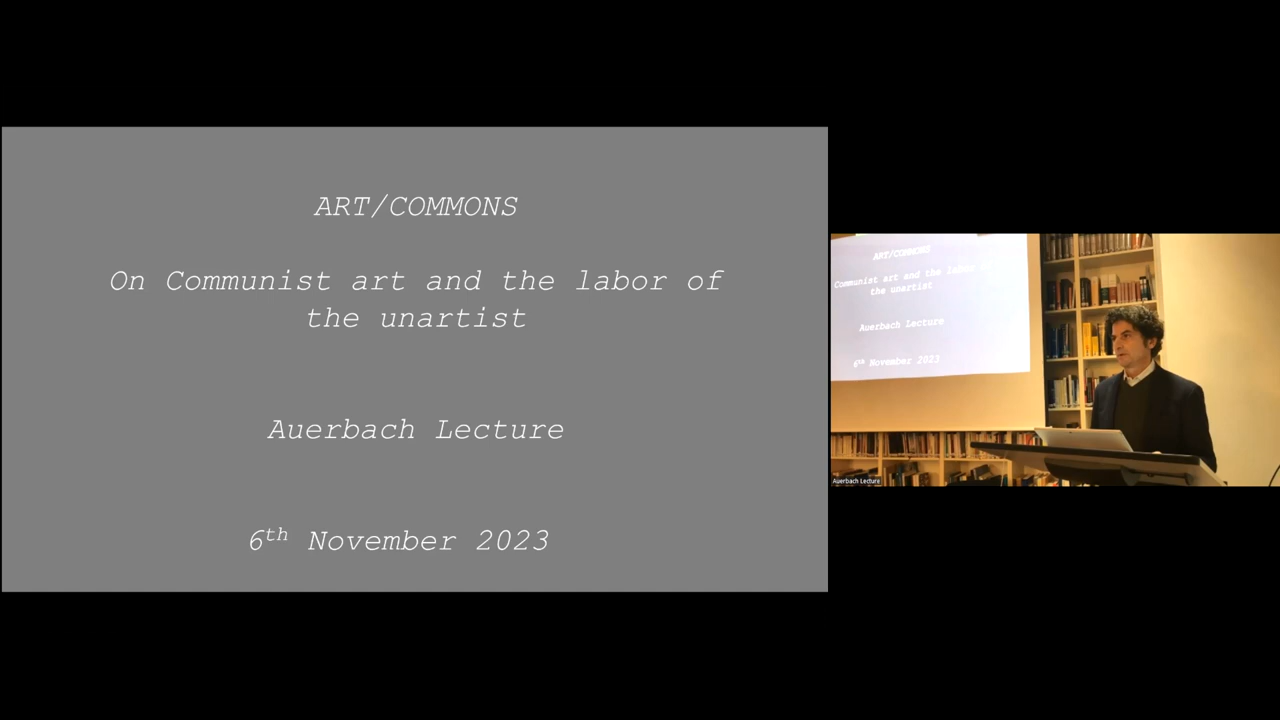 ART/COMMONS
On Communist art and the labor of
the unartist
Auerbach Lecture
6th November 2023
ART/COMMONS
Communist art and the labor of
the unartist
Auerbach Lecture
6th November 2023
Auerbach Lecture